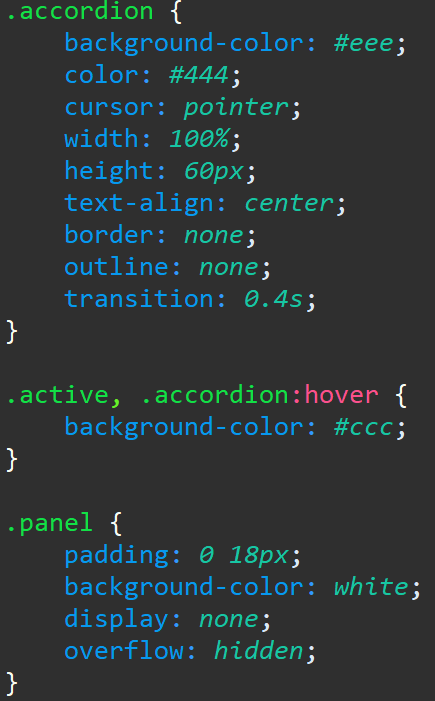 .accordion {
    background-color: #eee;
    color: #444;
    cursor: pointer;
    width: 100%;
    height: 60px;
    text-align: center;
    border: none;
    outline: none;
    transition: 0.4s;
}

.active, .accordion:hover {
    background-color: #ccc;
}

.panel {
    padding: 0 18px;
    background-color: white;
    display: none;
    overflow: hidden;
}